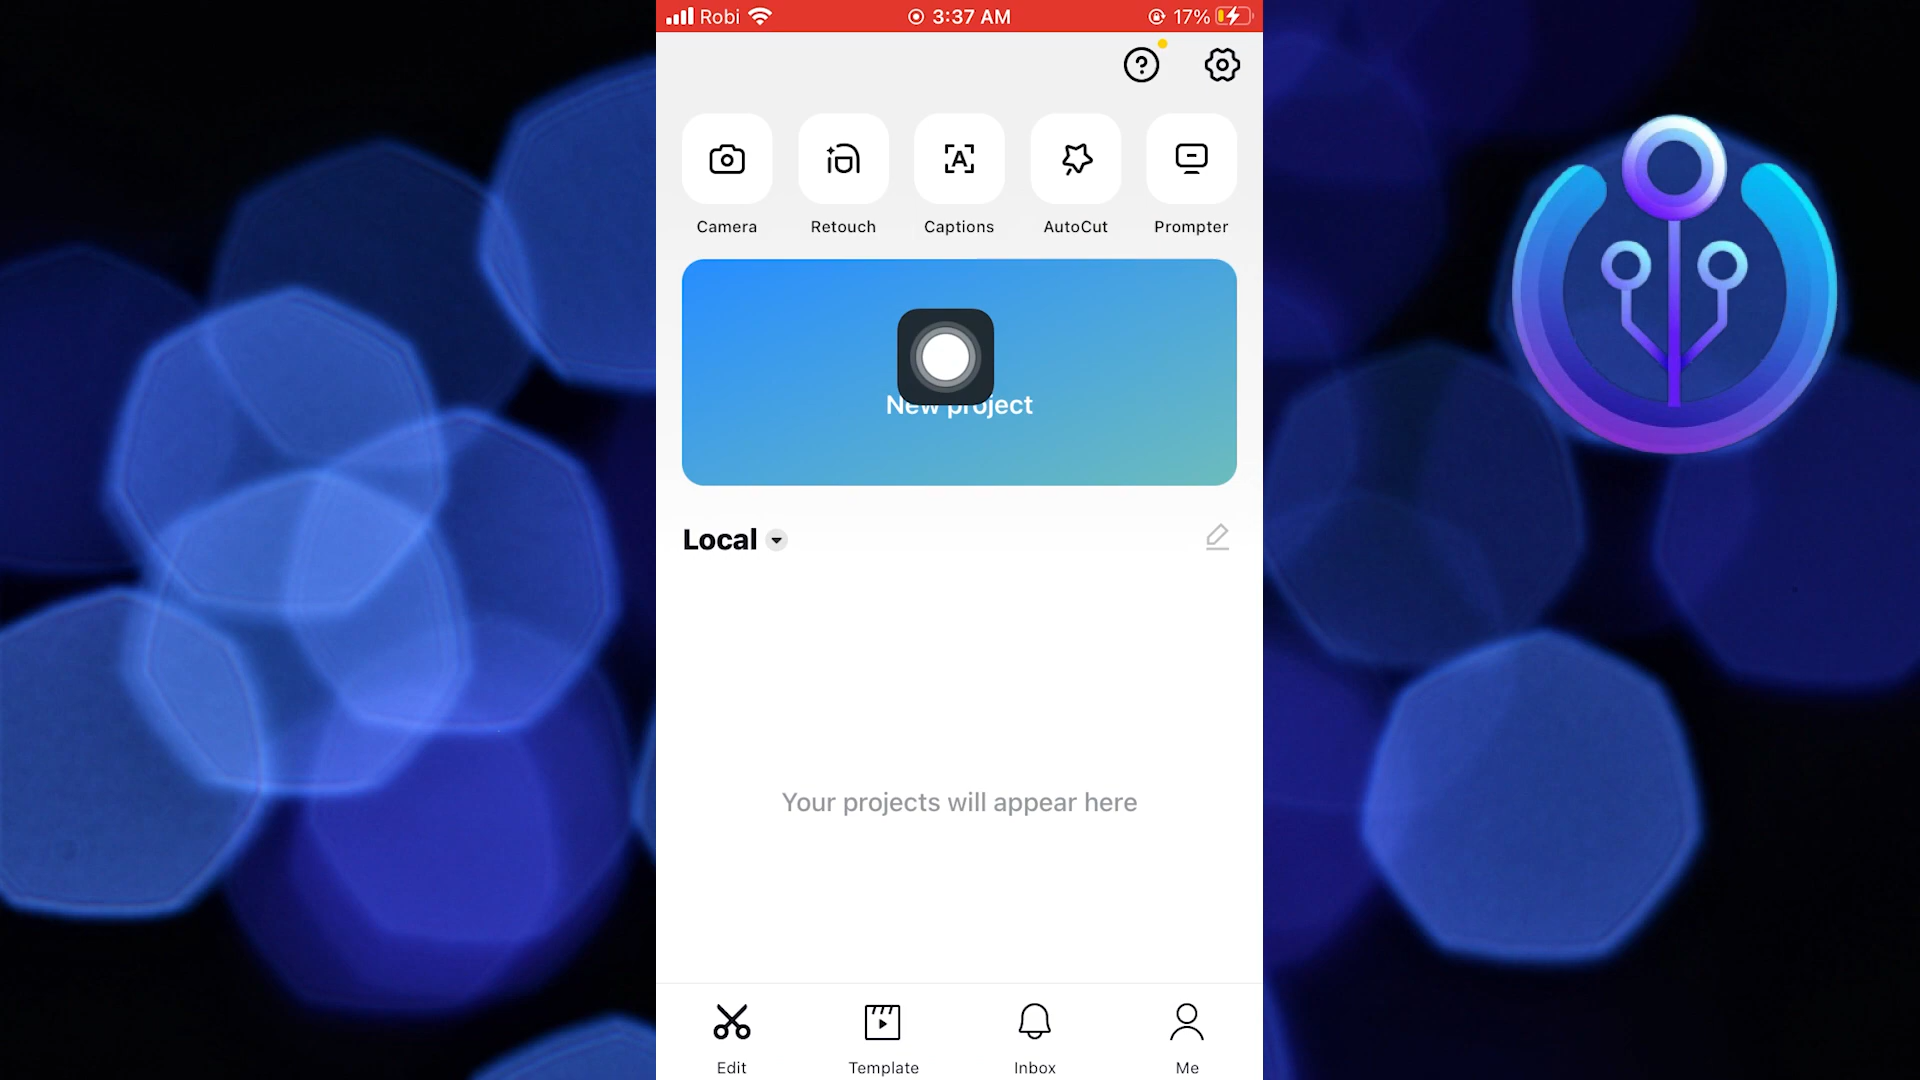 Robi 3:37 AM 17%
Camera Retouch Captions AutoCut Prompter
New project
Local
Your projects will appear here
Edit Template Inbox Me